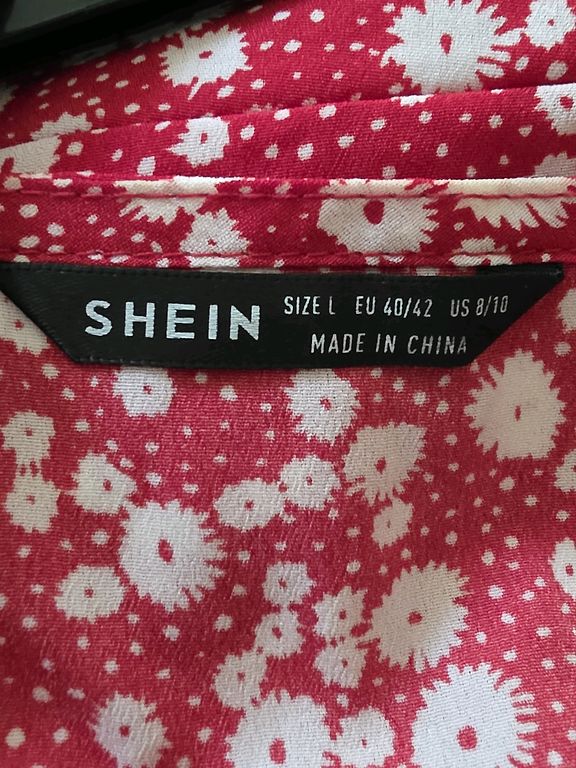 SHEIN
SIZE L EU 40/42 US 8/10
MADE IN CHINA